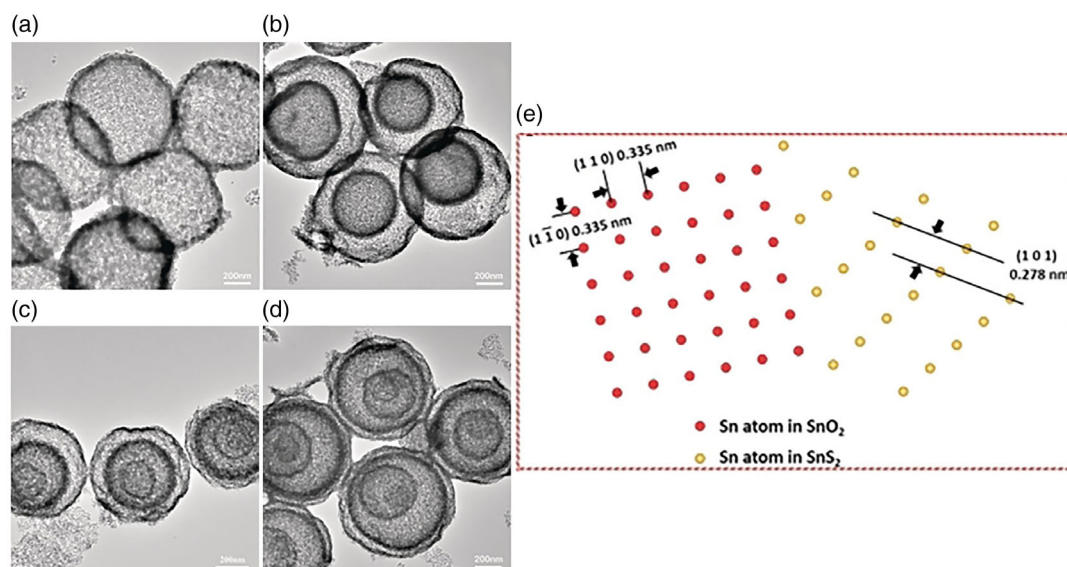 (a)
(b)
200nm
200nm
(c)
(d)
200nm
200nm
(e)
(1 1 0) 0.335 nm
(1 1̄ 0) 0.335 nm
(1 0 1)
0.278 nm
Sn atom in SnO₂
Sn atom in SnS₂